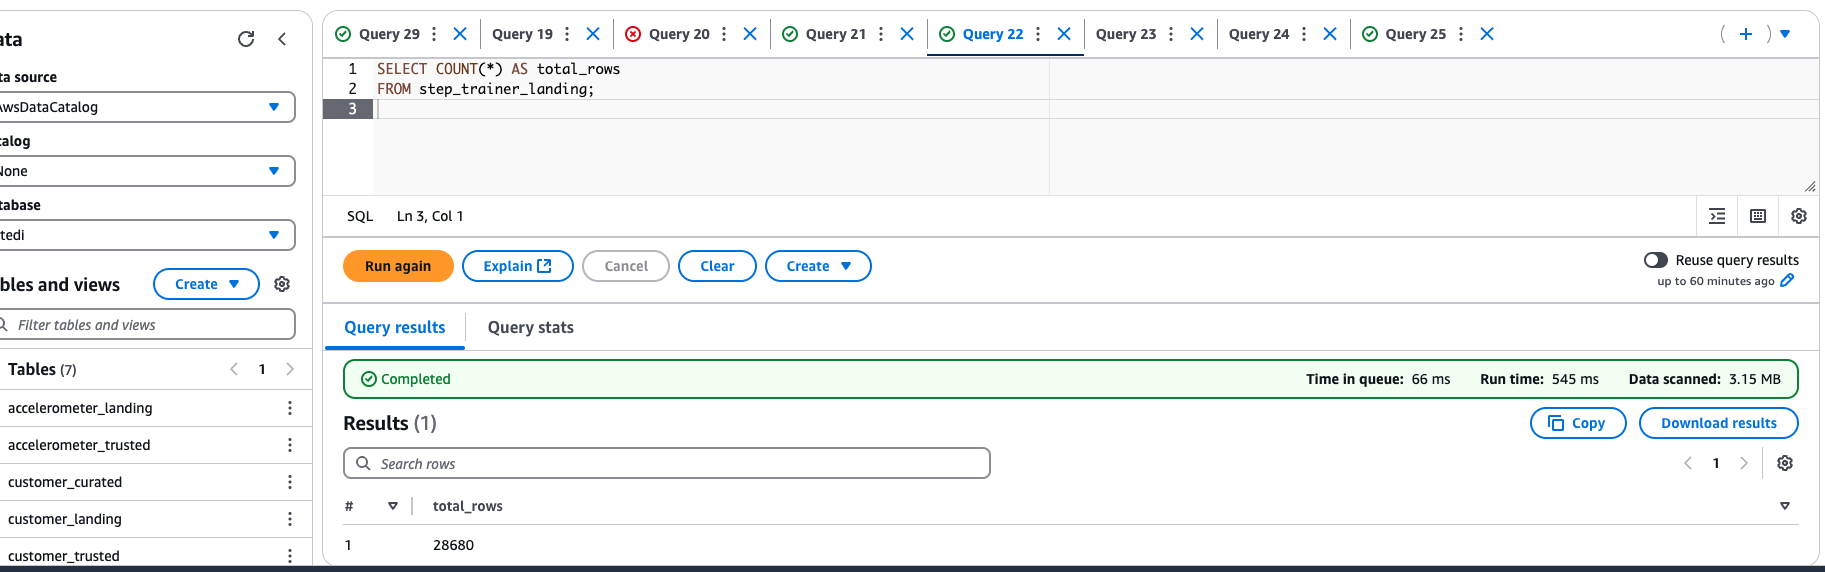 ata
ta source
wsDataCatalog
talog
None
tabase
tedi
bles and views
Create
Filter tables and views
Tables (7)
1
accelerometer_landing
accelerometer_trusted
customer_curated
customer_landing
customer_trusted
Query 29
Query 19
Query 20
Query 21
Query 22
Query 23
Query 24
Query 25
1 SELECT COUNT(*) AS total_rows
2 FROM step_trainer_landing;
3
SQL Ln 3, Col 1
Run again
Explain
Cancel
Clear
Create
Reuse query results
up to 60 minutes ago
Query results
Query stats
Completed
Time in queue: 66 ms
Run time: 545 ms
Data scanned: 3.15 MB
Results (1)
Copy
Download results
Search rows
1
# total_rows
1 28680